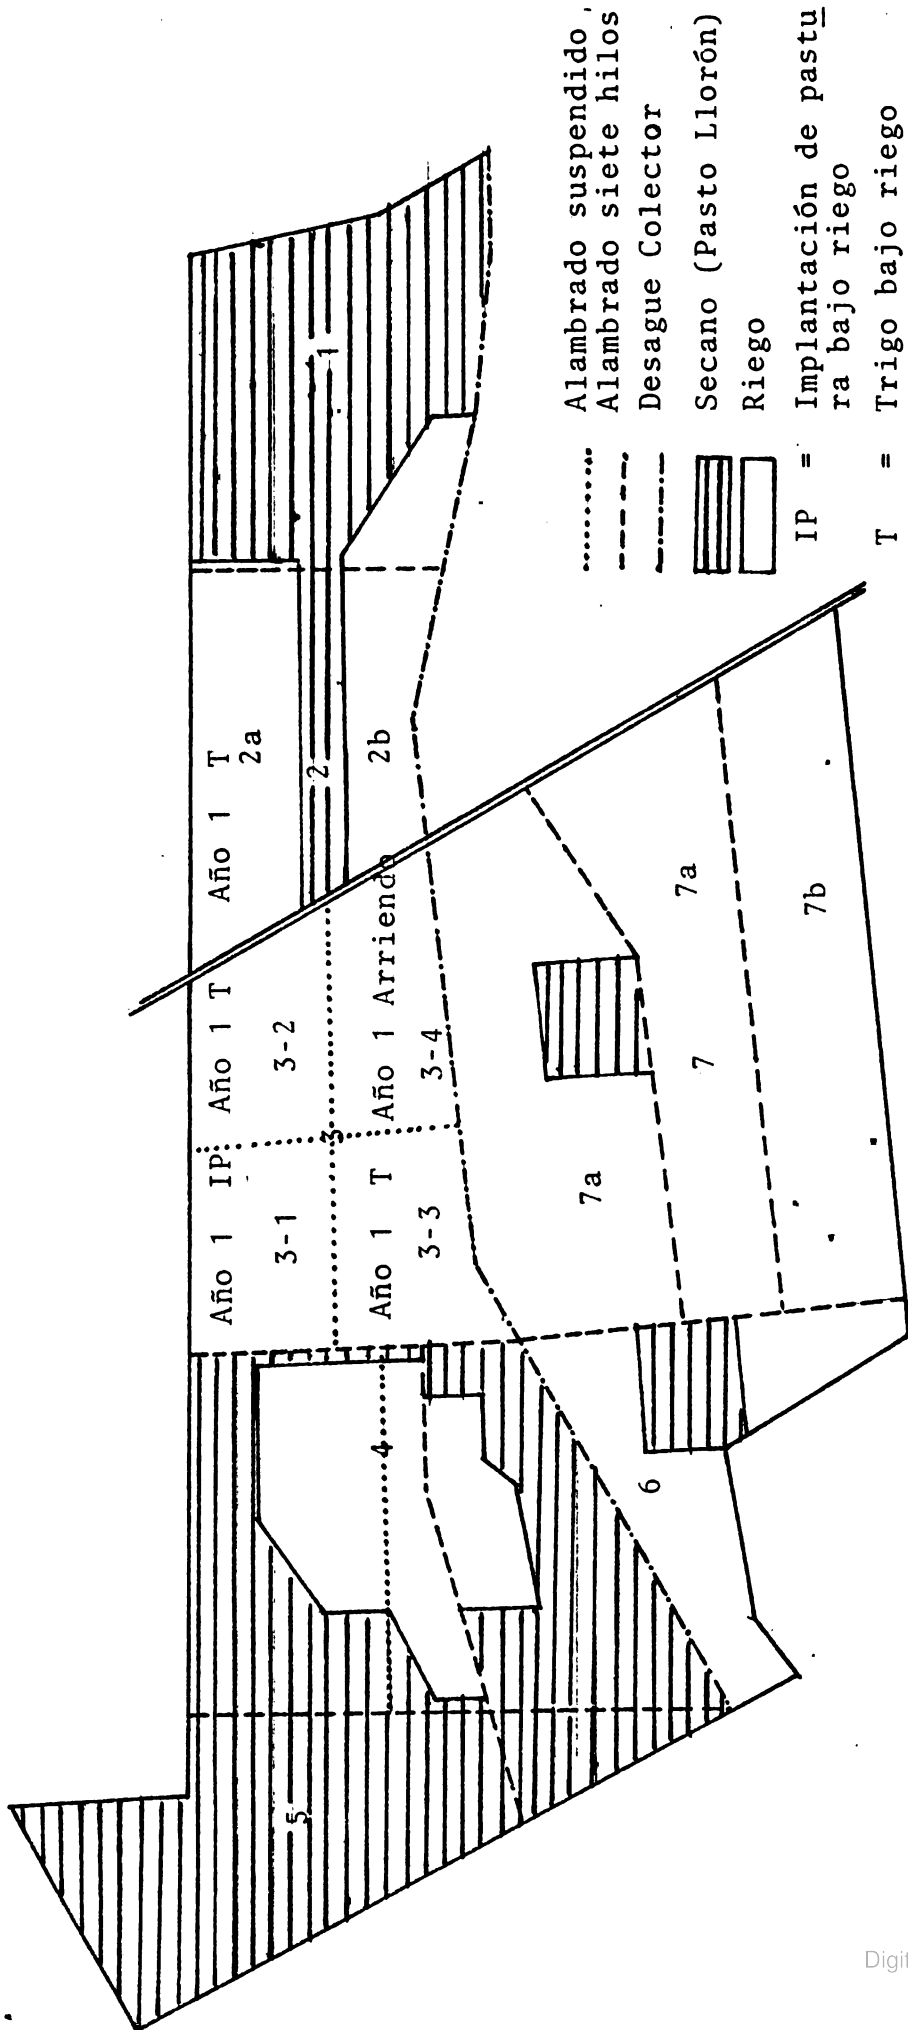 Año 1 IP
3-1
Año 1 T
3-2
Año 1 T
2a
3
2
1
Año 1 T
3-3
Año 1 Arriendo
3-4
2b
4
5
6
7a
7
7a
7b
Alambrado suspendido
Alambrado siete hilos
Desague Colector
Secano (Pasto Llorón)
Riego
IP = Implantación de pastu
ra bajo riego
T = Trigo bajo riego
Digit